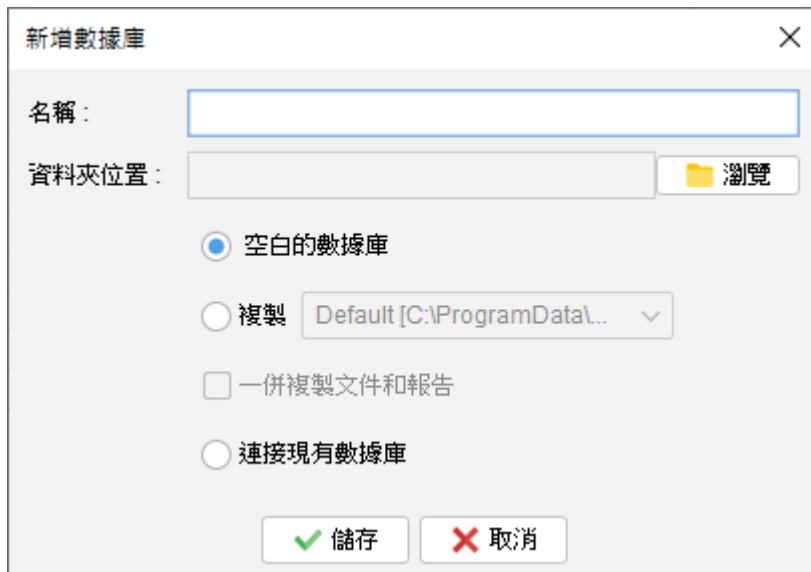 新增數據庫
名稱 :
資料夾位置 :
瀏覽
空白的數據庫
複製 Default [C:\ProgramData\...
一併複製文件和報告
連接現有數據庫
儲存 取消